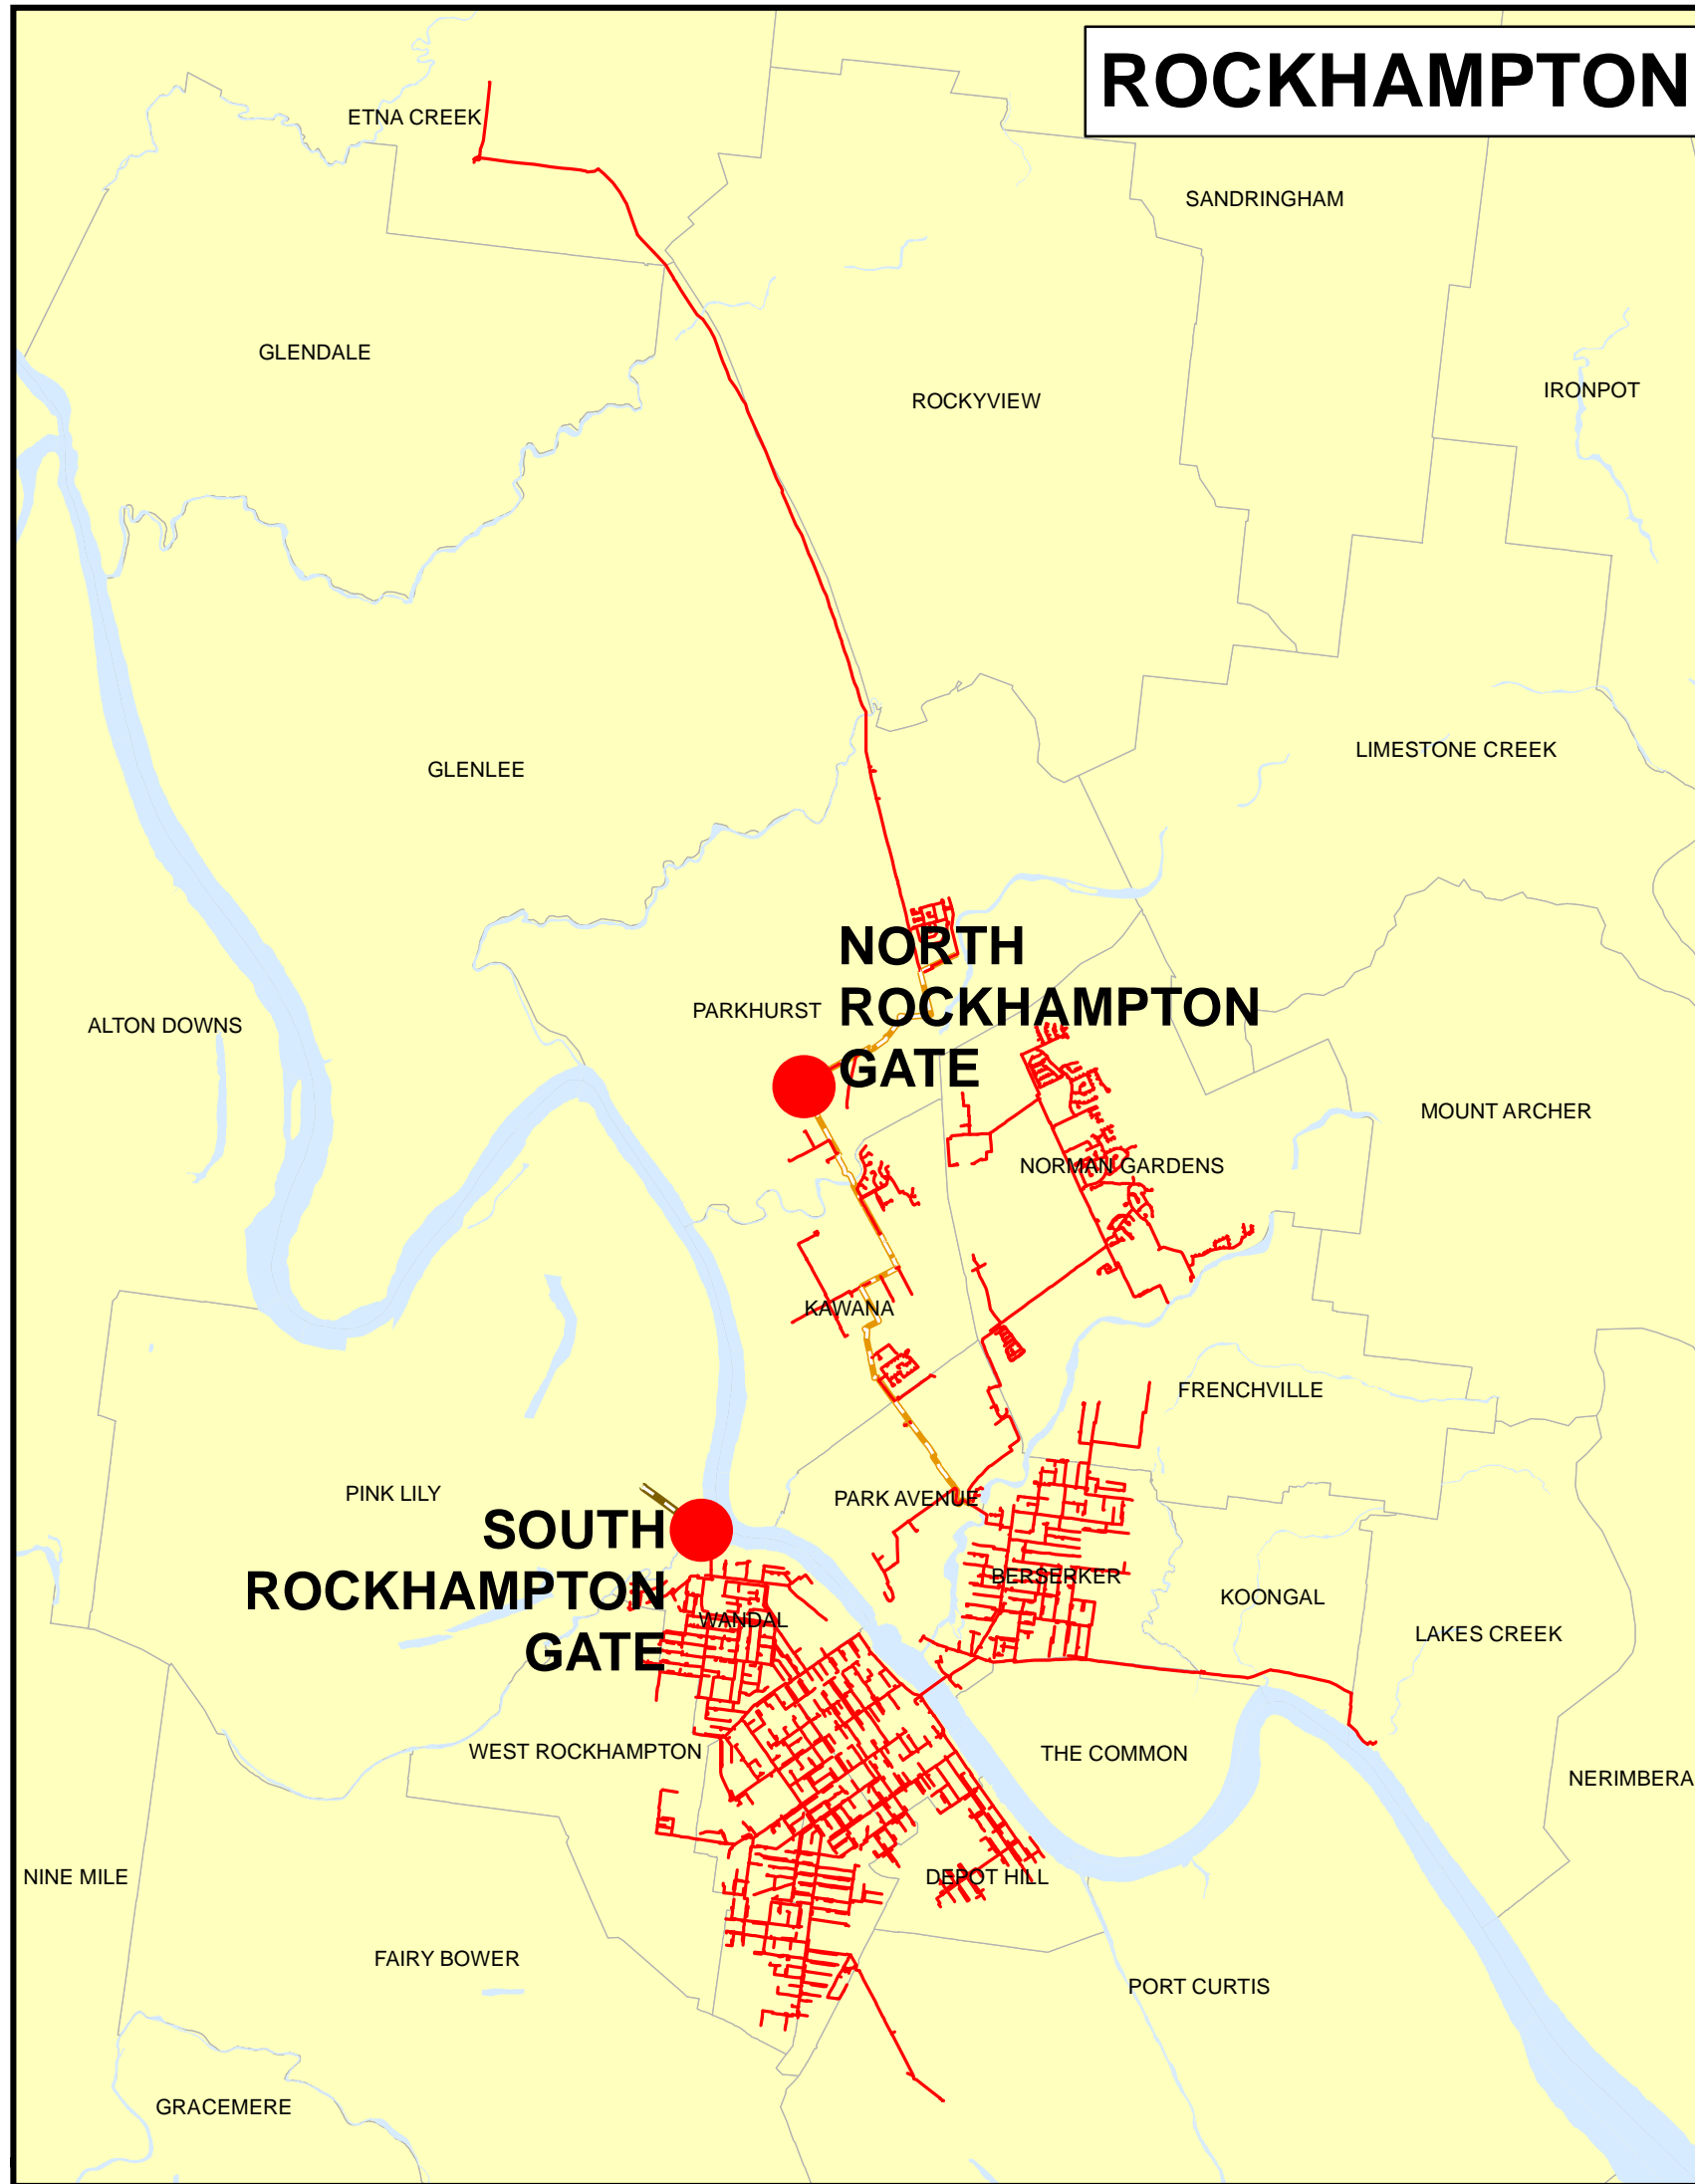 ROCKHAMPTON
ETNA CREEK
SANDRINGHAM
GLENDALE
IRONPOT
ROCKYVIEW
LIMESTONE CREEK
GLENLEE
NORTH
ROCKHAMPTON
GATE
PARKHURST
ALTON DOWNS
MOUNT ARCHER
NORMAN GARDENS
KAWANA
FRENCHVILLE
PINK LILY
PARK AVENUE
SOUTH
ROCKHAMPTON
GATE
BERSERKER
KOONGAL
WANDAL
LAKES CREEK
WEST ROCKHAMPTON
THE COMMON
NERIMBERA
NINE MILE
DEPOT HILL
FAIRY BOWER
PORT CURTIS
GRACEMERE